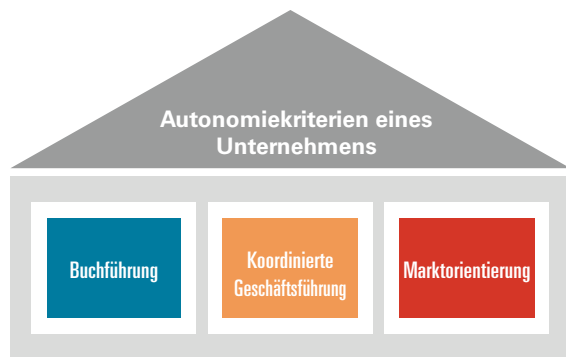 Autonomiekriterien eines
Unternehmens
Buchführung
Koordinierte
Geschäftsführung
Marktorientierung